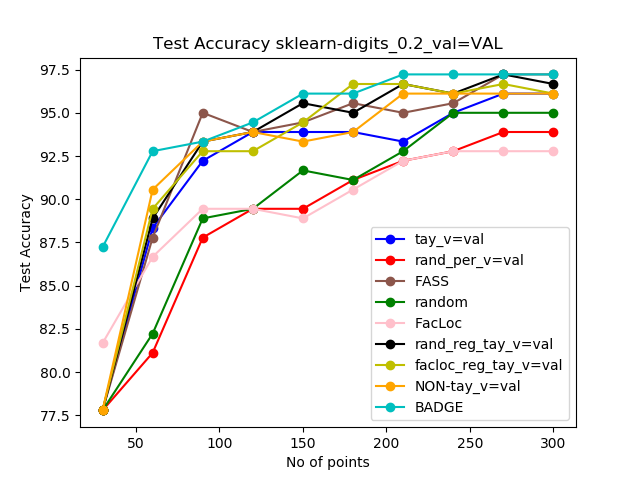 Test Accuracy sklearn-digits_0.2_val=VAL
97.5
95.0
92.5
90.0
87.5
85.0
82.5
80.0
77.5
Test Accuracy
tay_v=val
rand_per_v=val
FASS
random
FacLoc
rand_reg_tay_v=val
facloc_reg_tay_v=val
NON-tay_v=val
BADGE
50 100 150 200 250 300
No of points